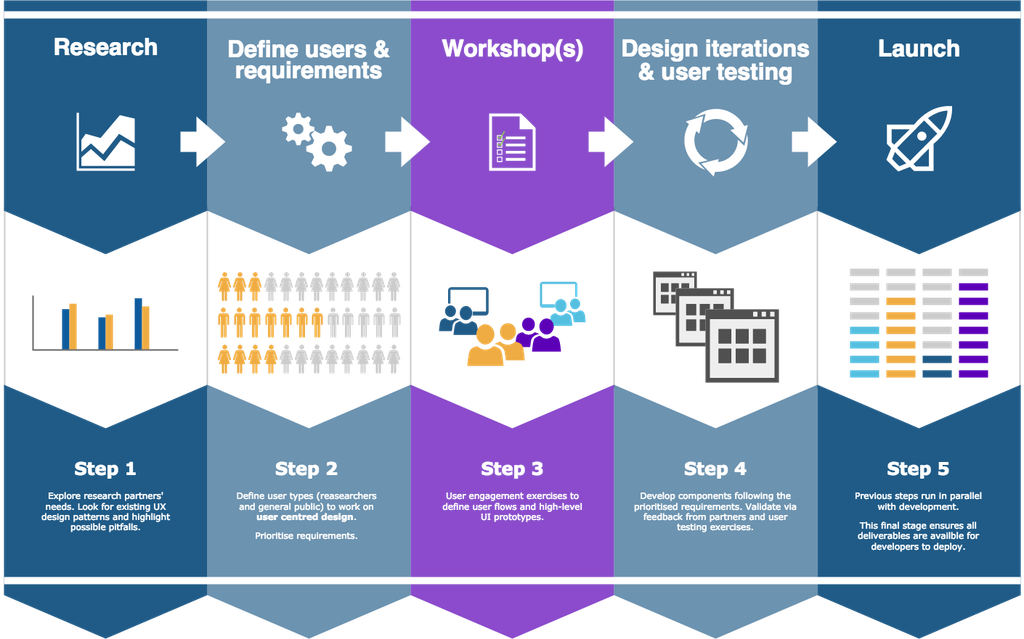 Research
Define users &
requirements
Workshop(s)
Design iterations
& user testing
Launch
Step 1
Explore research partners'
needs. Look for existing UX
design patterns and highlight
possible pitfails.
Step 2
Define user types (reasearchers
and general public) to work on
user centred design.
Prioritise requirements.
Step 3
User engagement exercises to
define user flows and high-level
UI prototypes.
Step 4
Develop components following the
prioritised requirements. Validate via
feedback from partners and user
testing exercises.
Step 5
Previous steps run in parallel
with development.
This final stage ensures all
deliverables are availble for
developers to deploy.